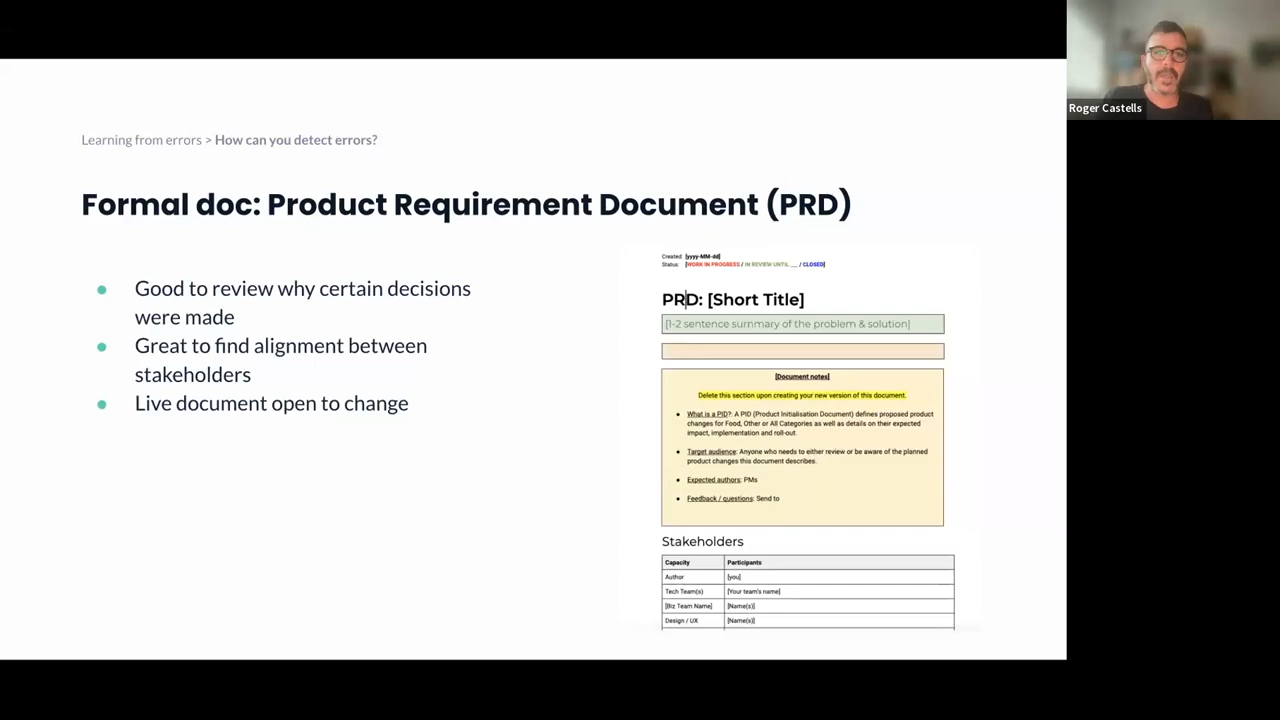 Roger Castells
Learning from errors > How can you detect errors?
Formal doc: Product Requirement Document (PRD)
Good to review why certain decisions
were made
Great to find alignment between
stakeholders
Live document open to change
Created: [yyyy-MM-dd]
Status: [WORK IN PROGRESS / IN REVIEW UNTIL __ / CLOSED]
PRD: [Short Title]
[1-2 sentence summary of the problem & solution]
[Document notes]
Delete this section upon creating your new version of this document.
What is a PID?: A PID (Product Initialisation Document) defines proposed product
changes for Food, Other or All Categories as well as details on their expected
impact, implementation and roll-out.
Target audience: Anyone who needs to either review or be aware of the planned
product changes this document describes.
Expected authors: PMs
Feedback / questions: Send to
Stakeholders
Capacity Participants
Author [you]
Tech Team(s) [Your team's name]
[Biz Team Name] [Name(s)]
Design / UX [Name(s)]